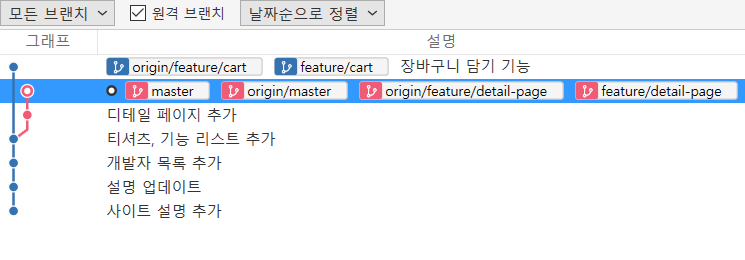 모든 브랜치 원격 브랜치 날짜순으로 정렬
그래프 설명
origin/feature/cart feature/cart 장바구니 담기 기능
master origin/master origin/feature/detail-page feature/detail-page
디테일 페이지 추가
티셔츠, 기능 리스트 추가
개발자 목록 추가
설명 업데이트
사이트 설명 추가